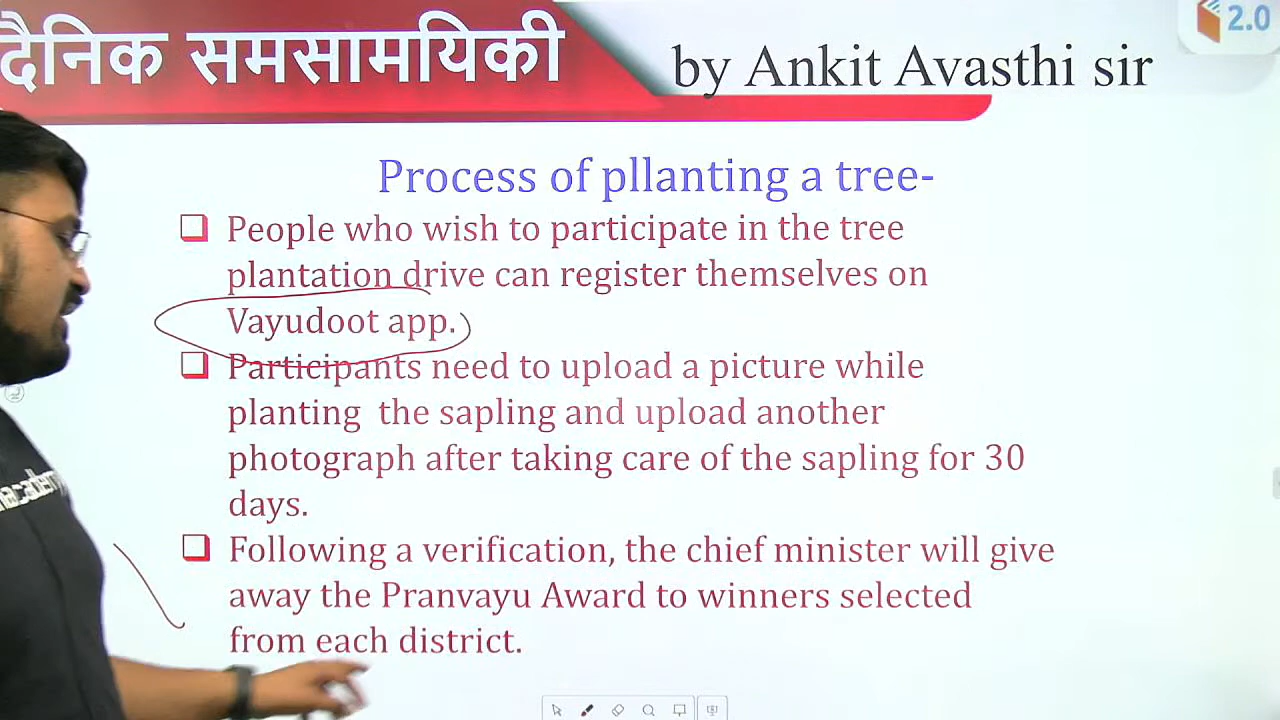 दैनिक समसामयिकी
by Ankit Avasthi sir
2.0
Process of pllanting a tree-
People who wish to participate in the tree
plantation drive can register themselves on
Vayudoot app.
Participants need to upload a picture while
planting the sapling and upload another
photograph after taking care of the sapling for 30
days.
Following a verification, the chief minister will give
away the Pranvayu Award to winners selected
from each district.